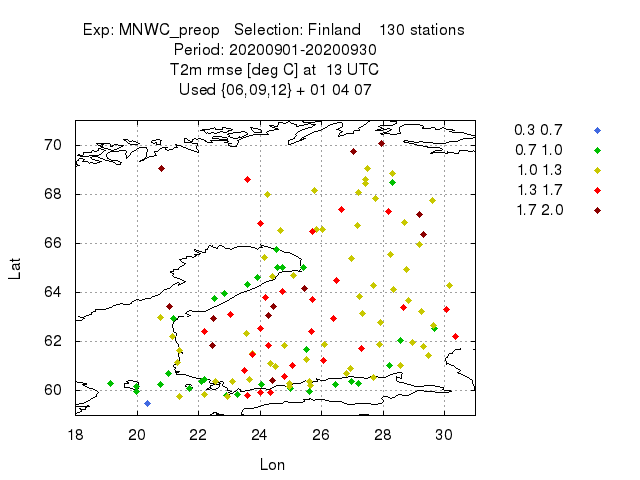 Exp: MNWC_preop   Selection: Finland    130 stations
Period: 20200901-20200930
T2m rmse [deg C] at  13 UTC
Used {06,09,12} + 01 04 07
0.3 0.7
0.7 1.0
1.0 1.3
1.3 1.7
1.7 2.0
70
68
66
64
62
60
Lat
18 20 22 24 26 28 30
Lon